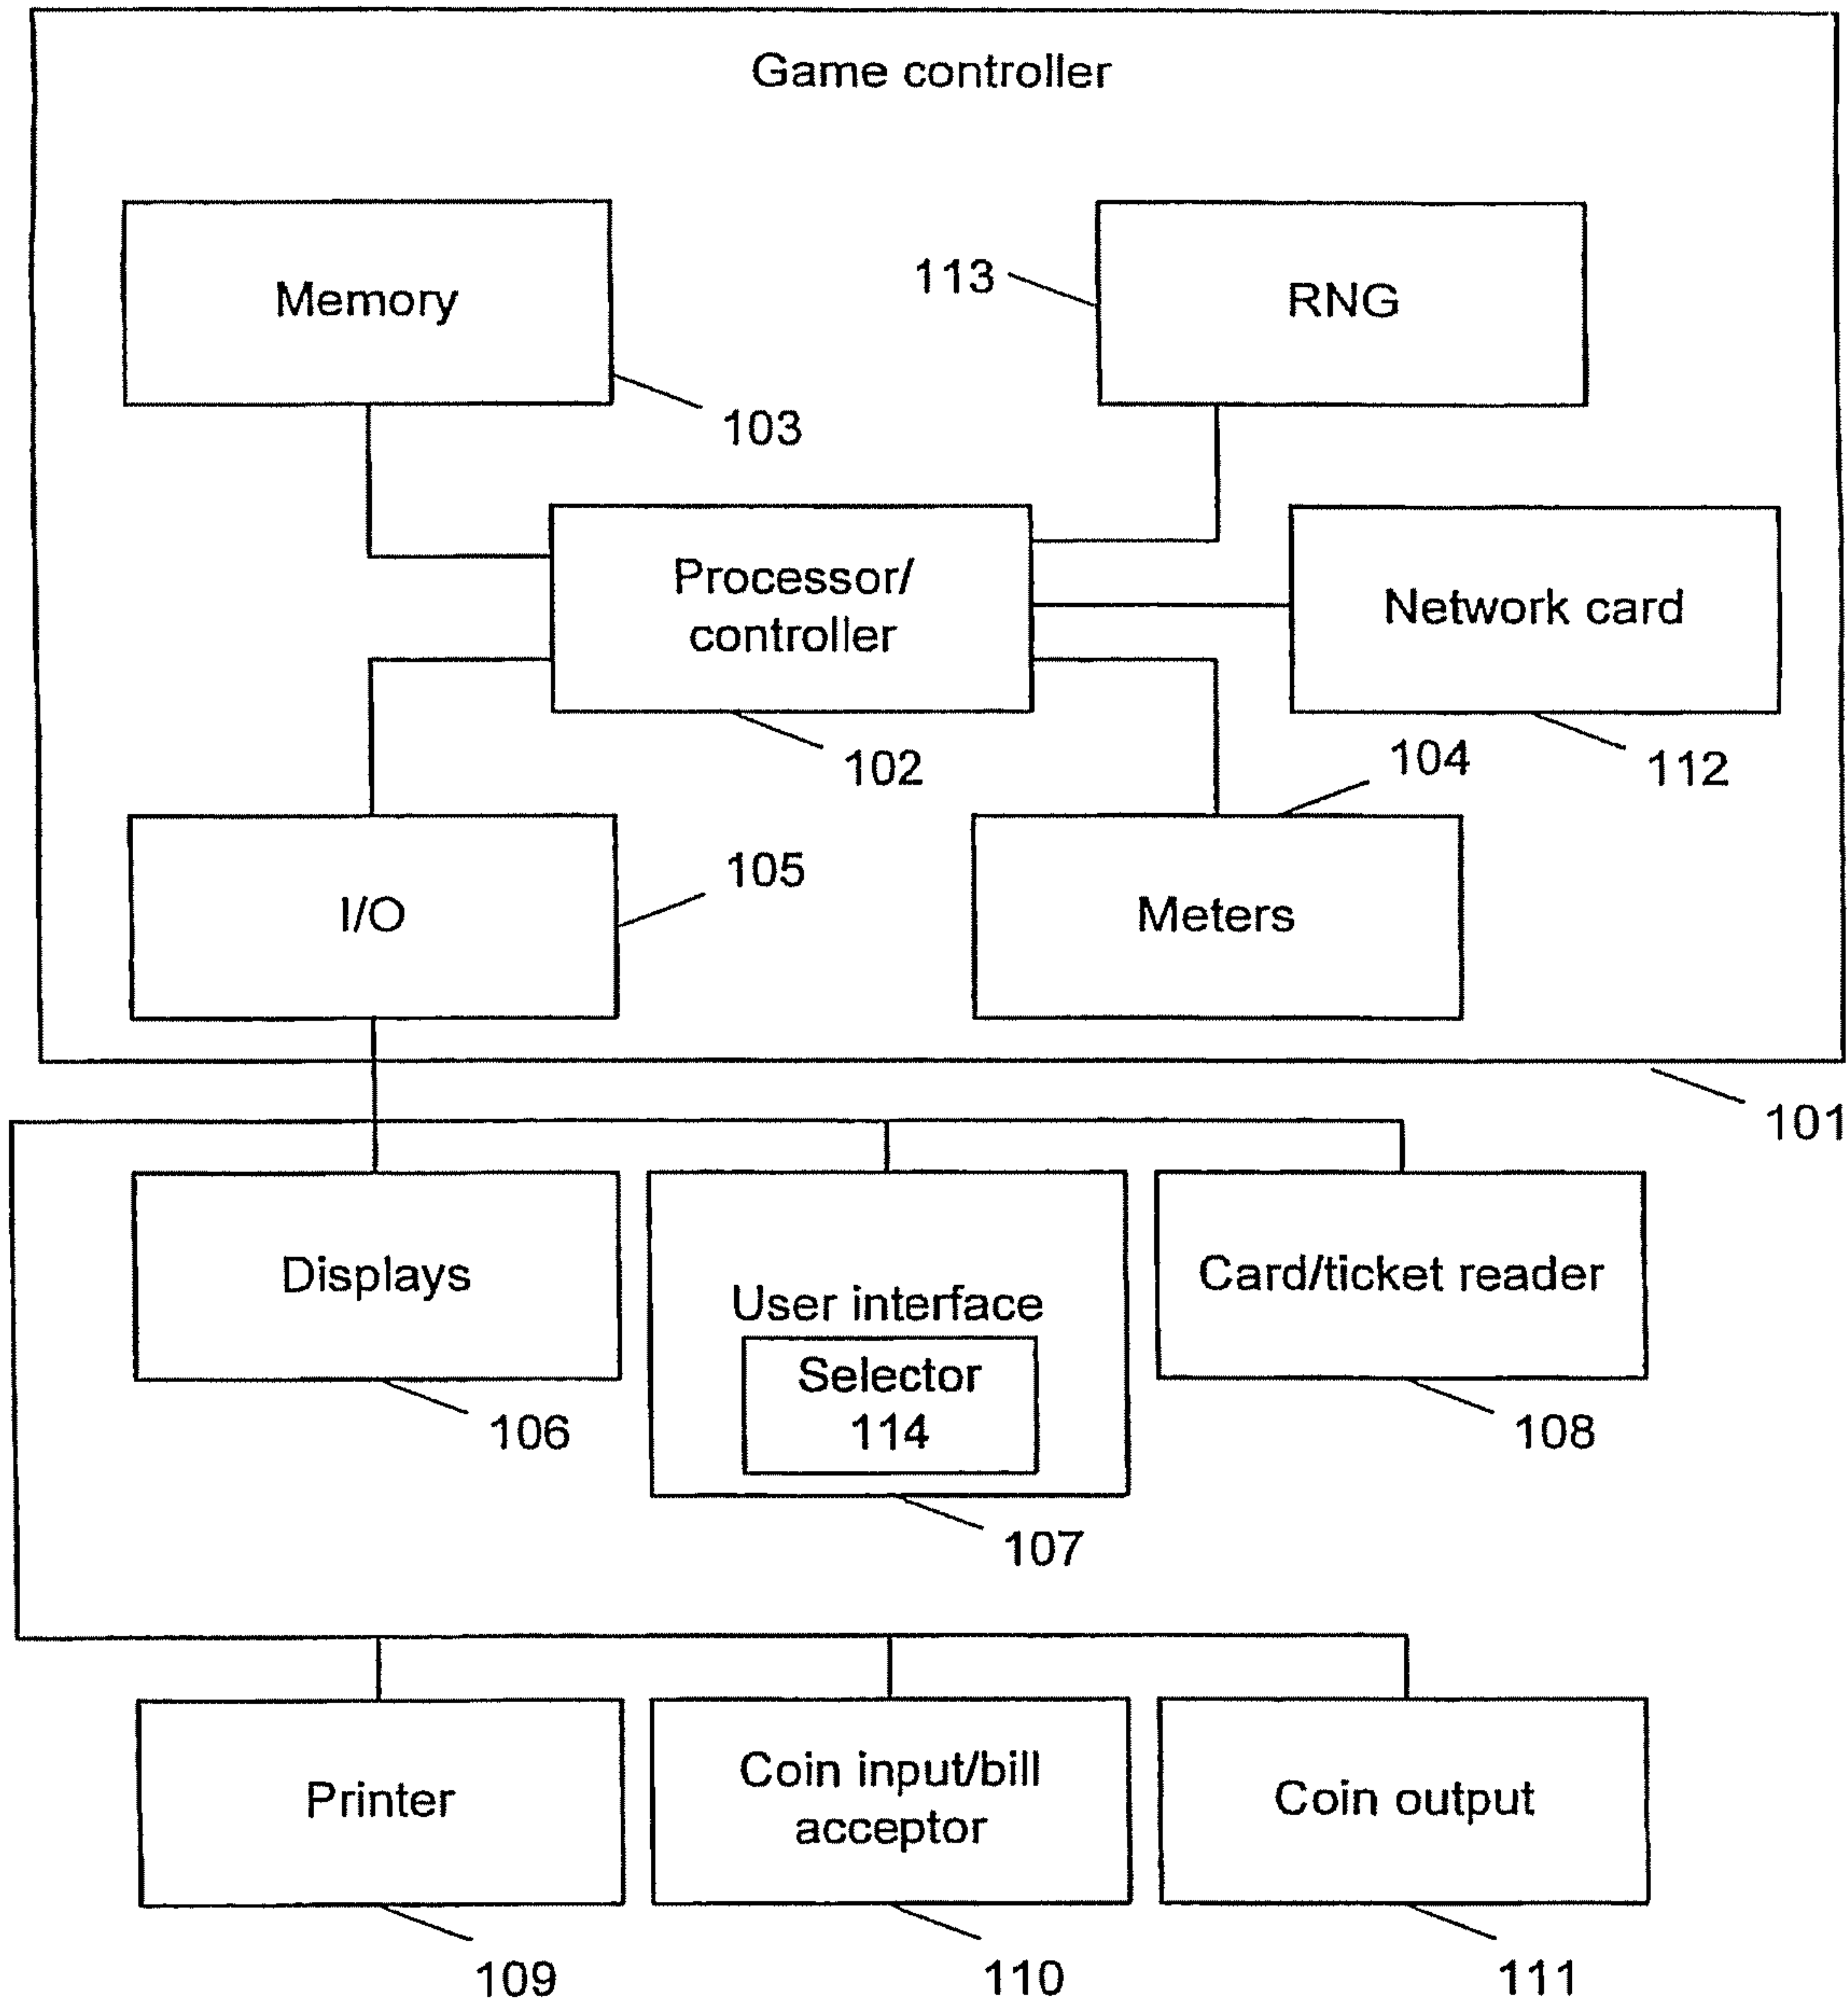 Game controller
Memory
113
RNG
103
Processor/
controller
Network card
102
104
112
105
I/O
Meters
101
Displays
User interface
Selector
114
Card/ticket reader
106
107
108
Printer
Coin input/bill
acceptor
Coin output
109
110
111